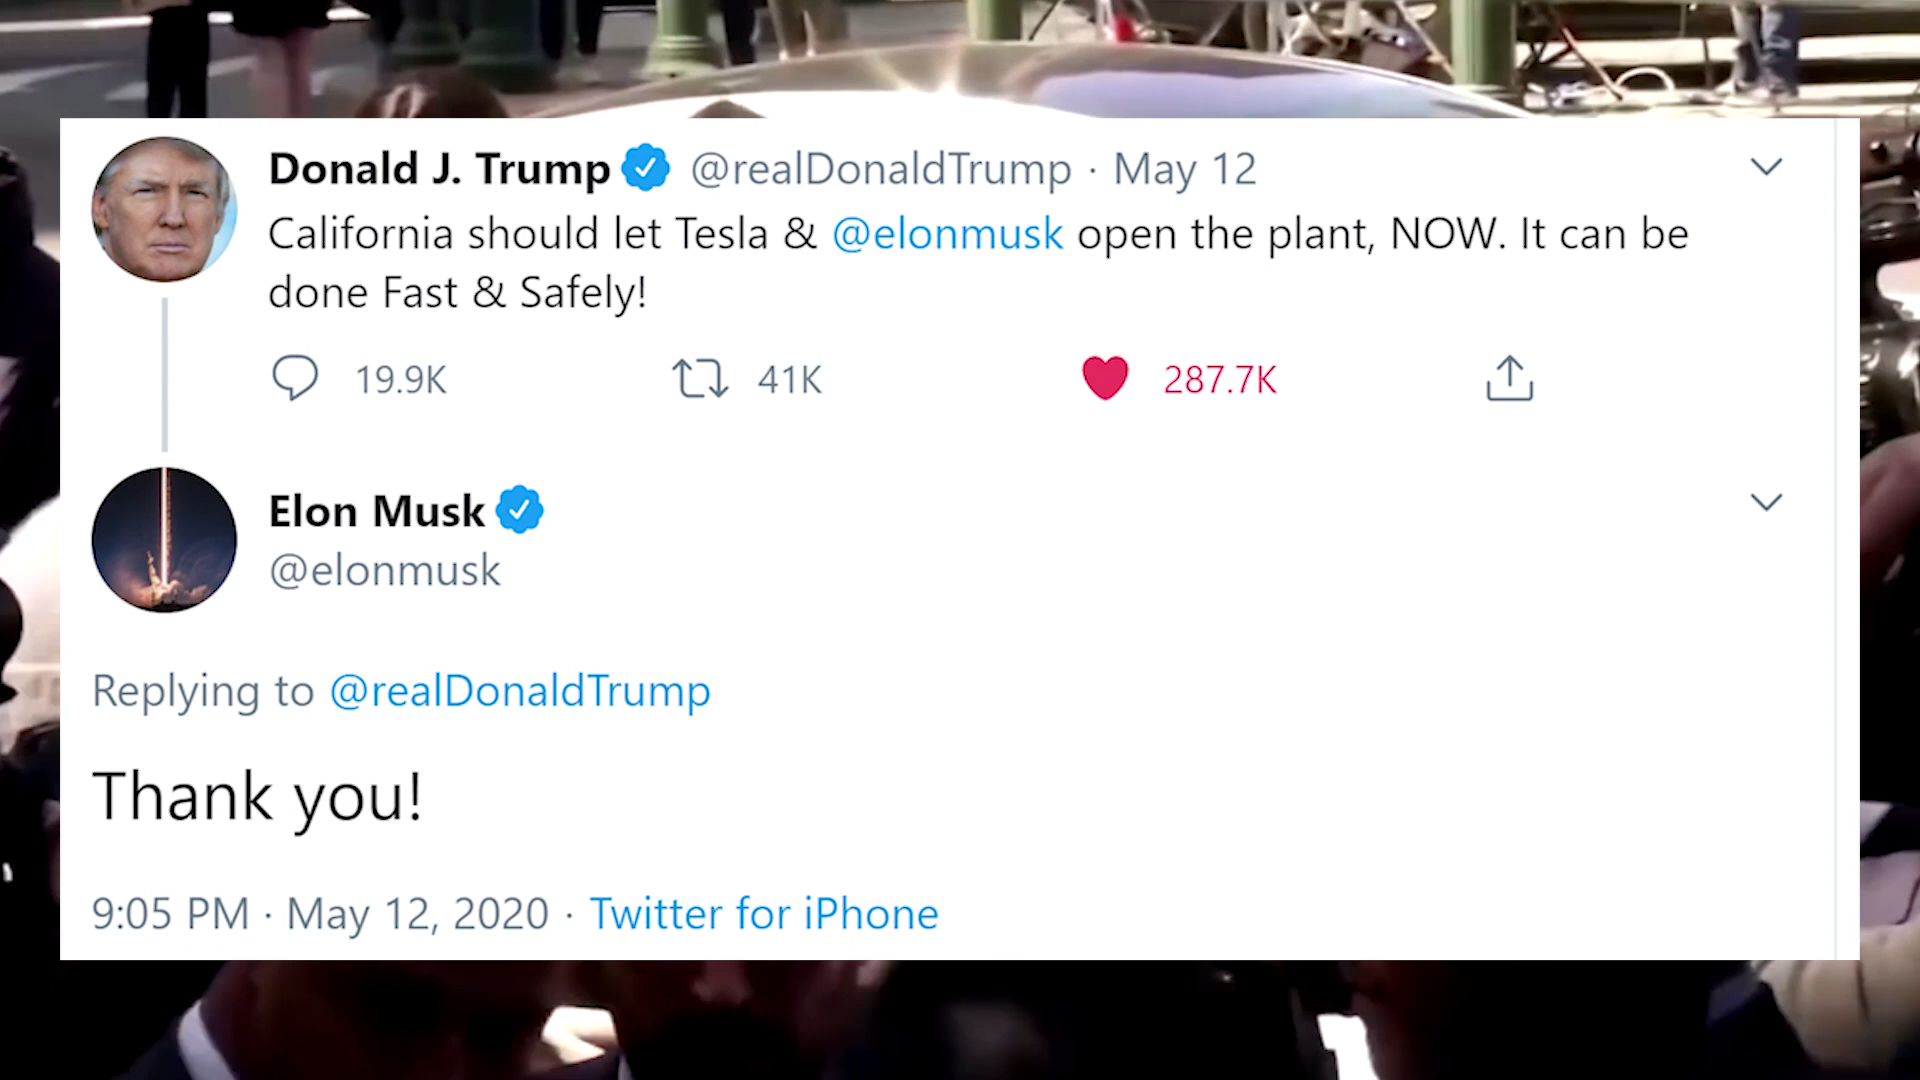 Donald J. Trump @realDonaldTrump · May 12
California should let Tesla & @elonmusk open the plant, NOW. It can be
done Fast & Safely!
19.9K 41K 287.7K
Elon Musk
@elonmusk
Replying to @realDonaldTrump
Thank you!
9:05 PM · May 12, 2020 · Twitter for iPhone